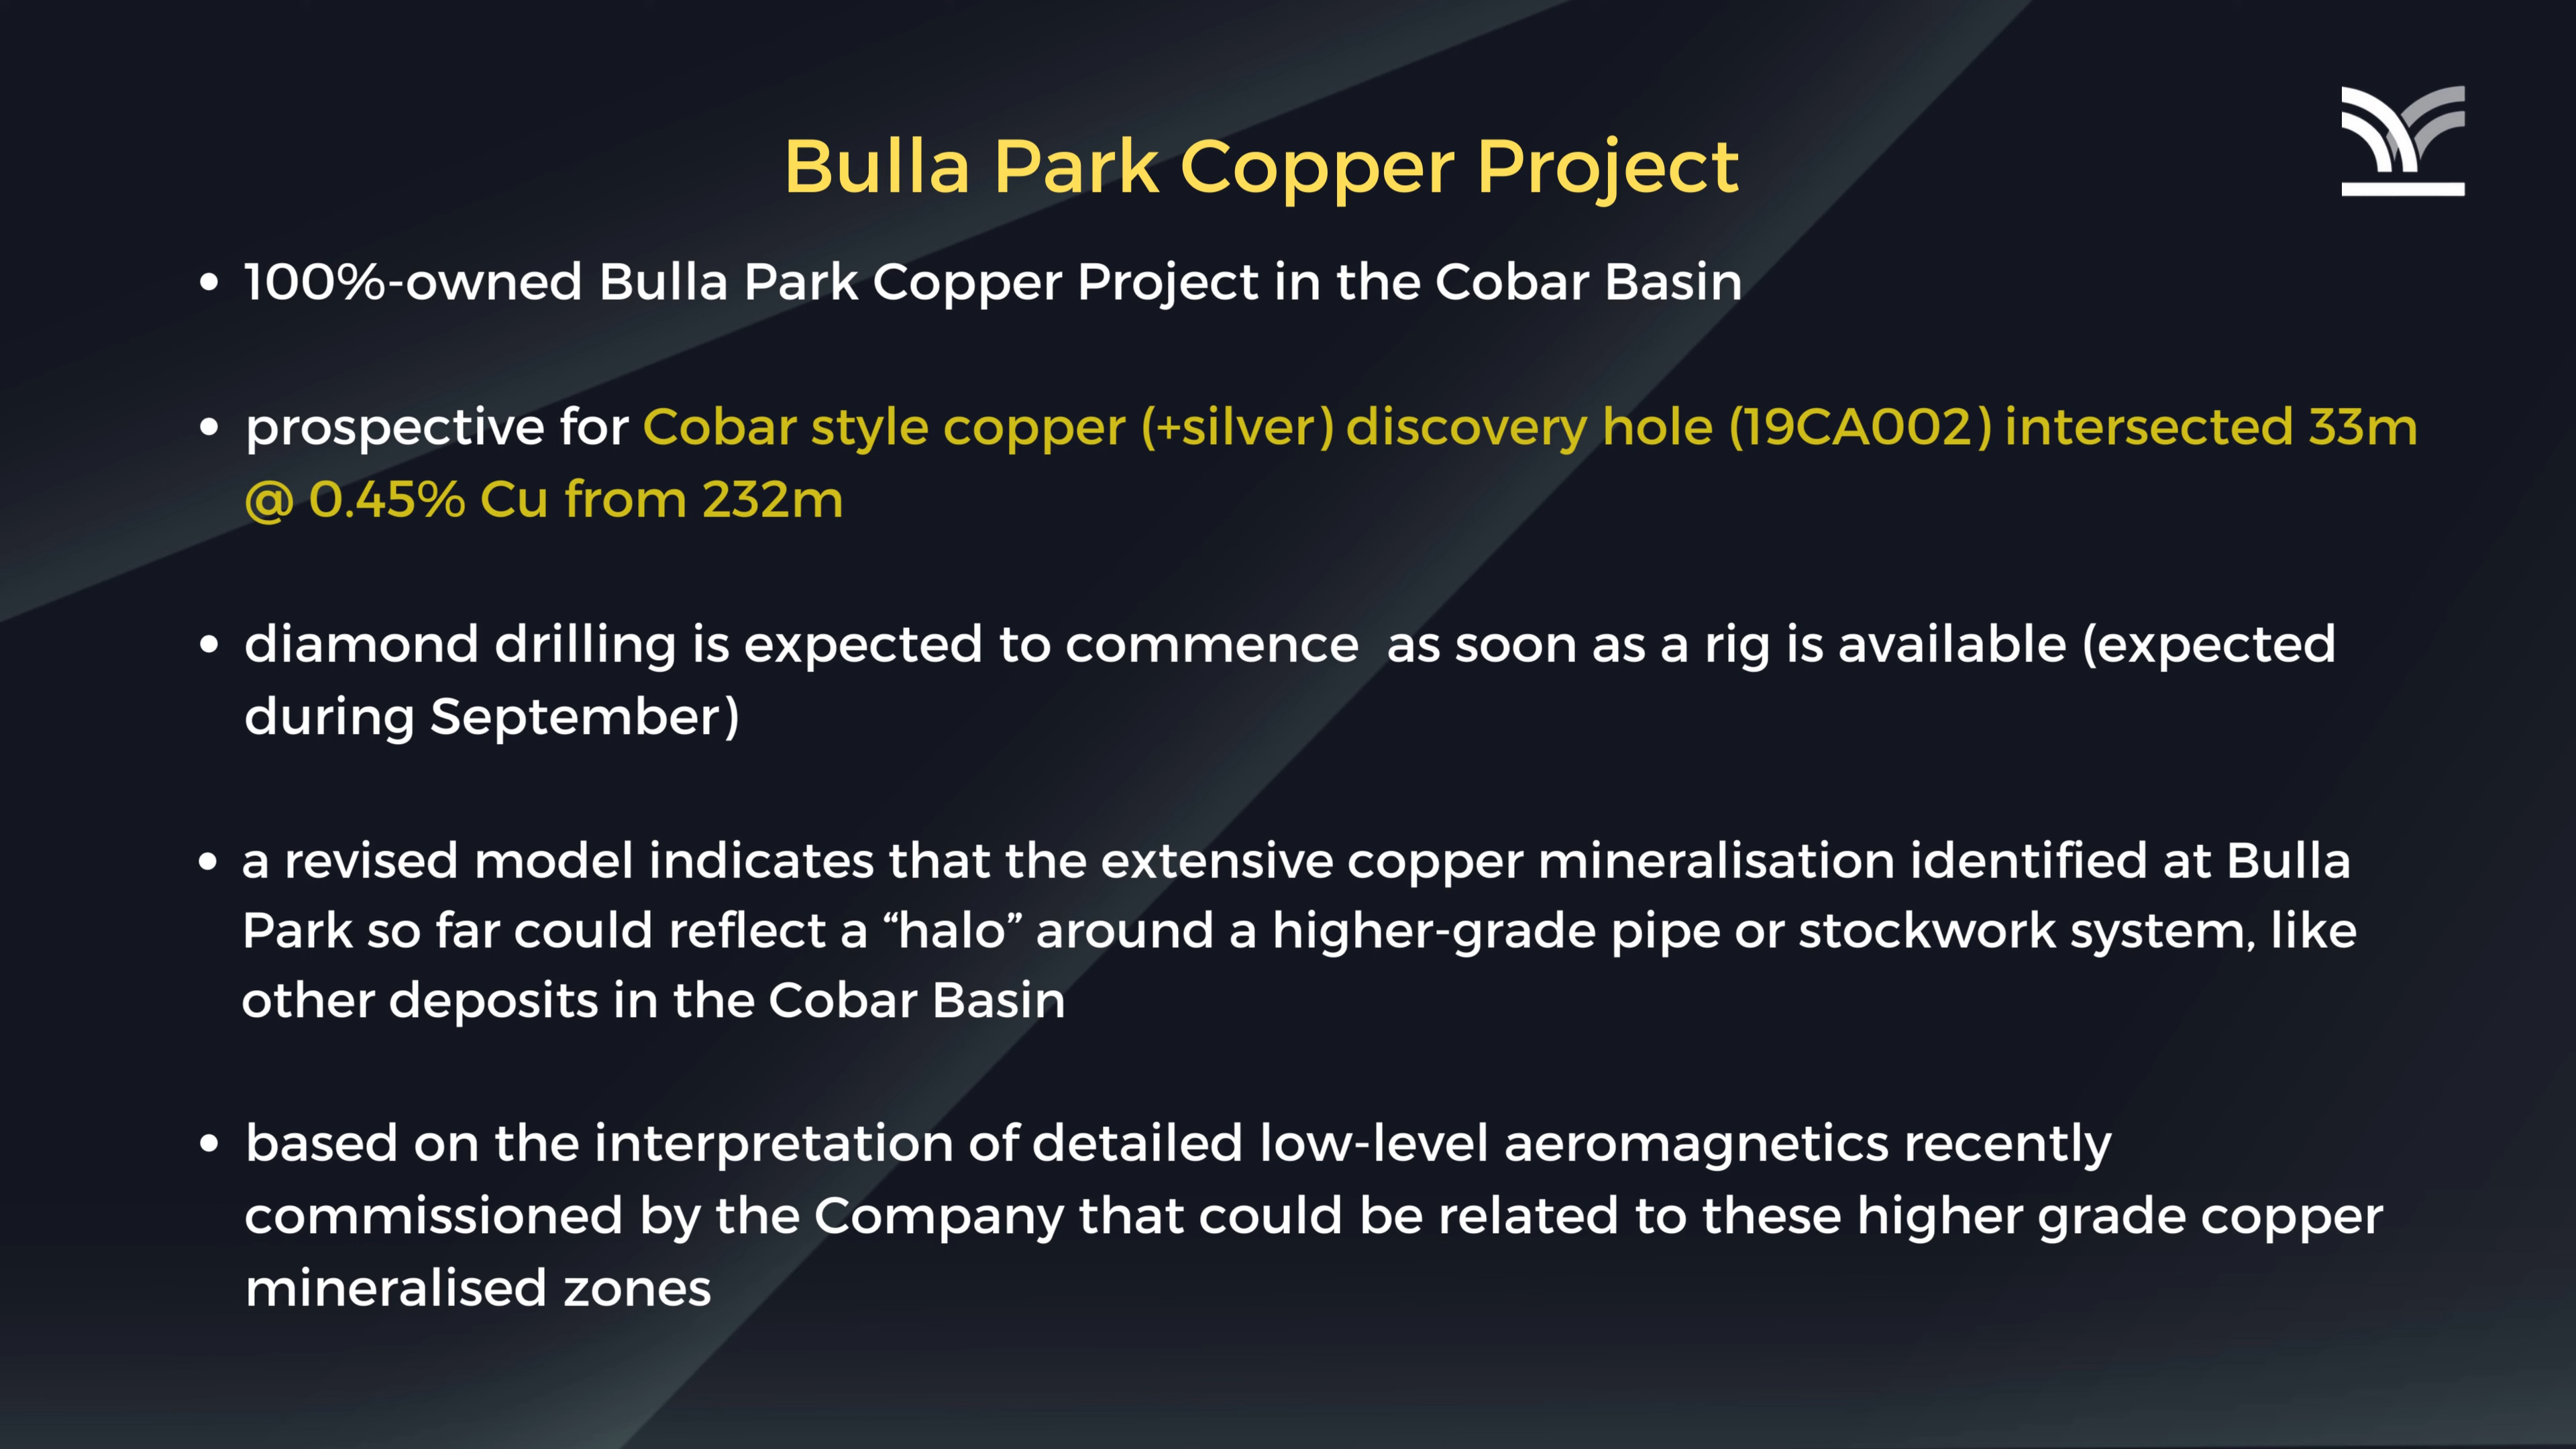 Bulla Park Copper Project
• 100%-owned Bulla Park Copper Project in the Cobar Basin
• prospective for Cobar style copper (+silver) discovery hole (19CA002) intersected 33m
@ 0.45% Cu from 232m
• diamond drilling is expected to commence  as soon as a rig is available (expected
during September)
• a revised model indicates that the extensive copper mineralisation identified at Bulla
Park so far could reflect a “halo” around a higher-grade pipe or stockwork system, like
other deposits in the Cobar Basin
• based on the interpretation of detailed low-level aeromagnetics recently
commissioned by the Company that could be related to these higher grade copper
mineralised zones